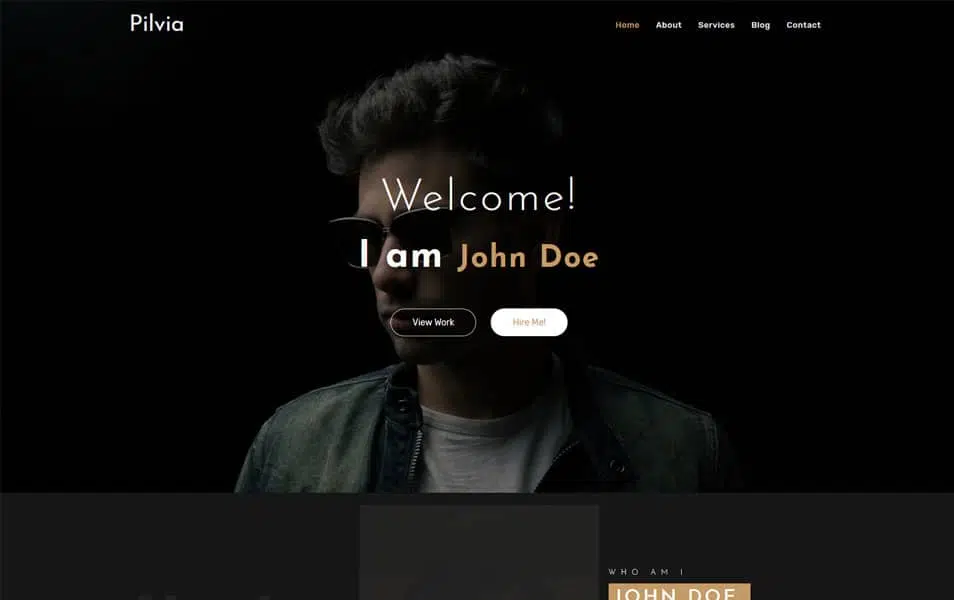 Pilvia
Home About Services Blog Contact
Welcome!
I am John Doe
View Work Hire Me!
WHO AM I
JOHN DOE